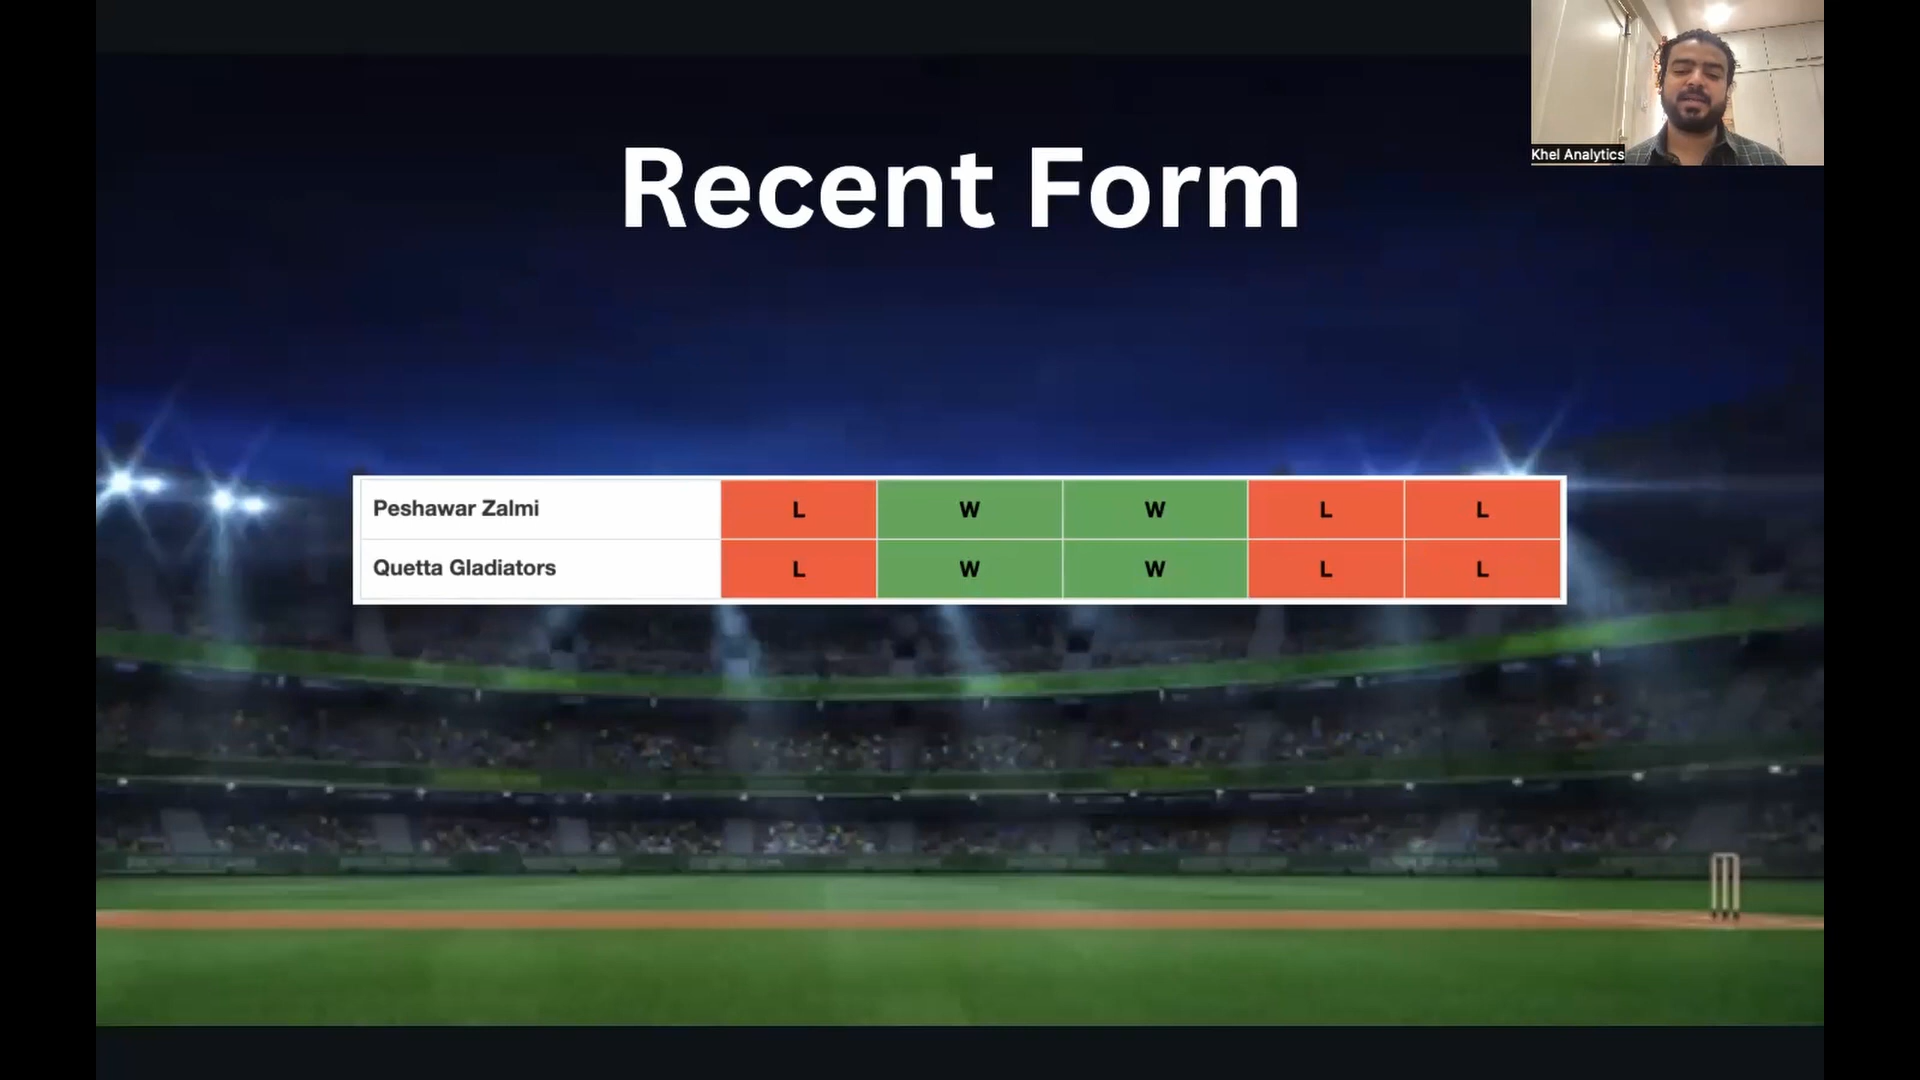 Khel Analytics
Recent Form
Peshawar Zalmi L W W L L
Quetta Gladiators L W W L L